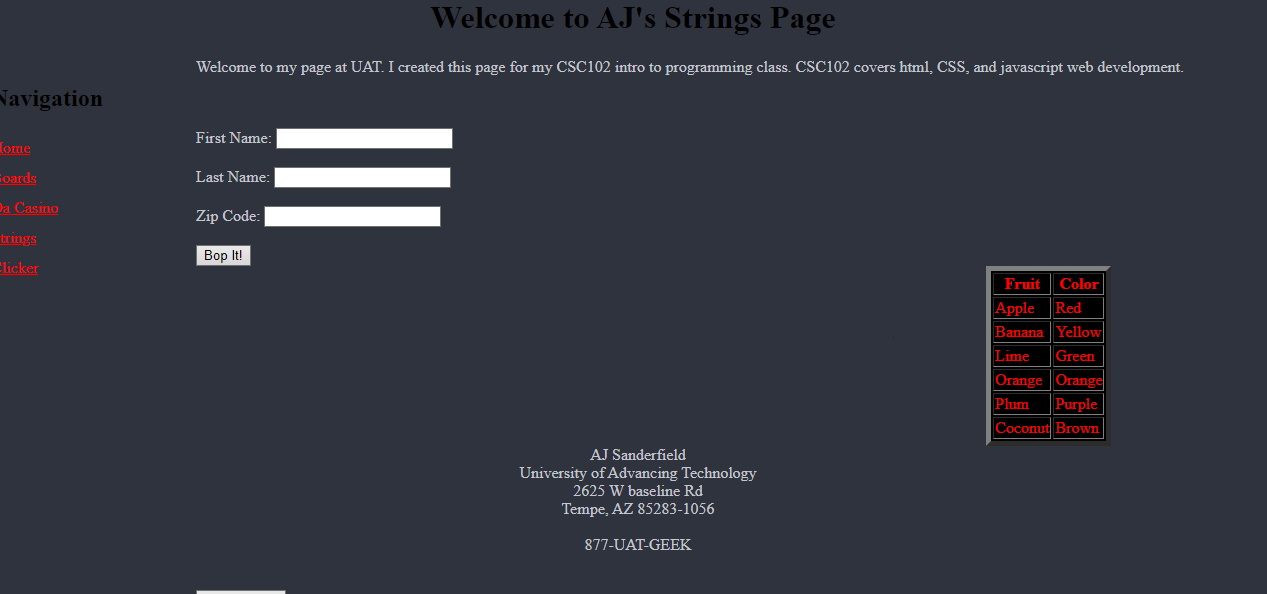 Welcome to AJ's Strings Page
Welcome to my page at UAT. I created this page for my CSC102 intro to programming class. CSC102 covers html, CSS, and javascript web development.
Navigation
Home
Boards
Da Casino
Strings
Clicker
First Name:
Last Name:
Zip Code:
Bop It!
Fruit Color
Apple Red
Banana Yellow
Lime Green
Orange Orange
Plum Purple
Coconut Brown
AJ Sanderfield
University of Advancing Technology
2625 W baseline Rd
Tempe, AZ 85283-1056
877-UAT-GEEK